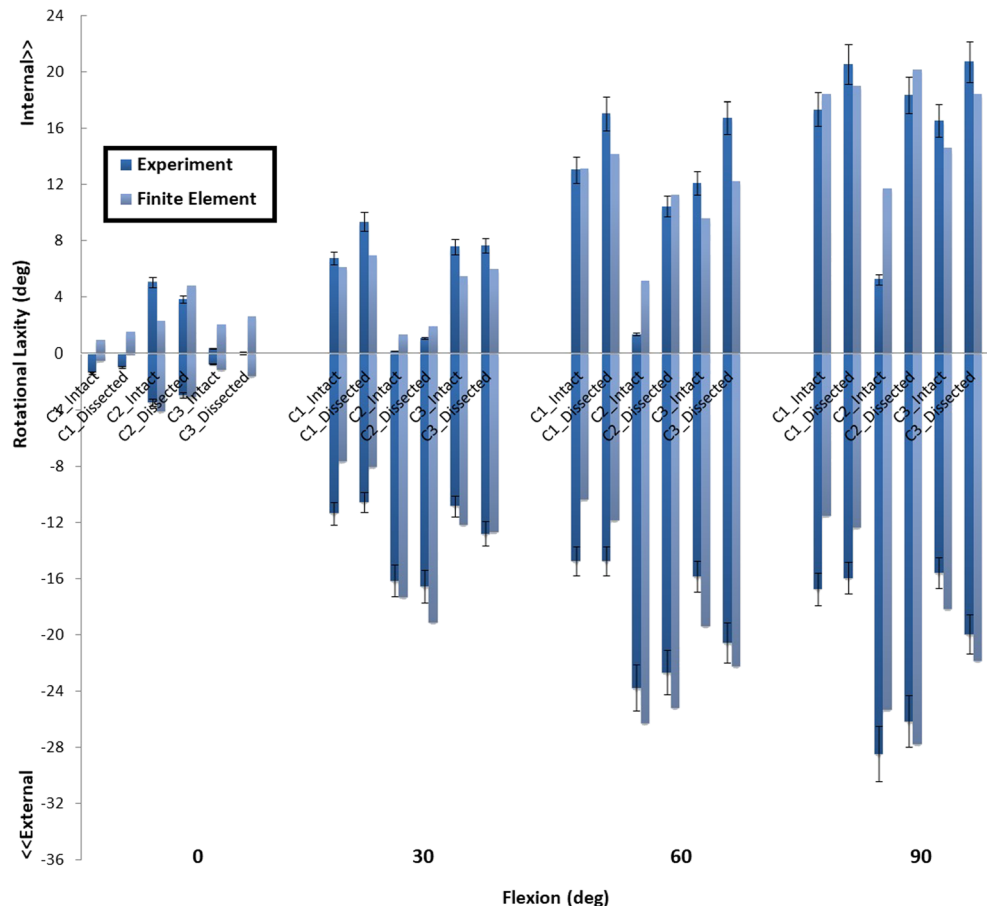 Internal>>
Rotational Laxity (deg)
<<External
24
20
16
12
8
4
0
-4
-8
-12
-16
-20
-24
-28
-32
-36
Experiment
Finite Element
C1_Intact
C1_Dissected
C2_Intact
C2_Dissected
C3_Intact
C3_Dissected
C1_Intact
C1_Dissected
C2_Intact
C2_Dissected
C3_Intact
C3_Dissected
C1_Intact
C1_Dissected
C2_Intact
C2_Dissected
C3_Intact
C3_Dissected
C1_Intact
C1_Dissected
C2_Intact
C2_Dissected
C3_Intact
C3_Dissected
0 30 60 90
Flexion (deg)